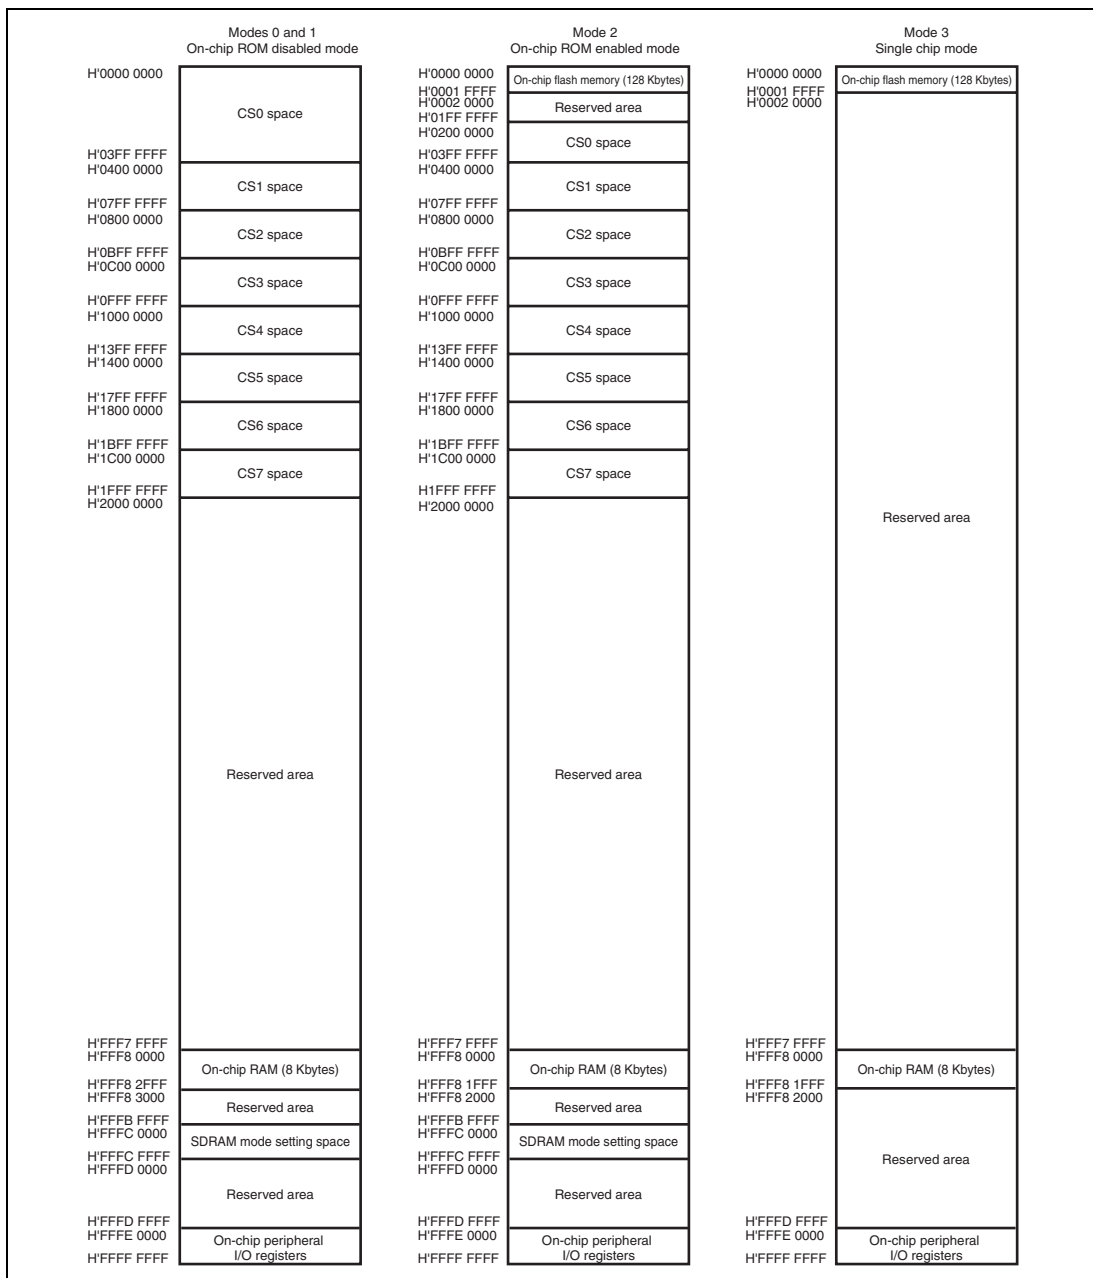 Modes 0 and 1
On-chip ROM disabled mode
H'0000 0000
CS0 space
H'03FF FFFF
H'0400 0000
CS1 space
H'07FF FFFF
H'0800 0000
CS2 space
H'0BFF FFFF
H'0C00 0000
CS3 space
H'0FFF FFFF
H'1000 0000
CS4 space
H'13FF FFFF
H'1400 0000
CS5 space
H'17FF FFFF
H'1800 0000
CS6 space
H'1BFF FFFF
H'1C00 0000
CS7 space
H'1FFF FFFF
H'2000 0000
Reserved area
H'FFF7 FFFF
H'FFF8 0000
On-chip RAM (8 Kbytes)
H'FFF8 2FFF
H'FFF8 3000
Reserved area
H'FFFB FFFF
H'FFFC 0000
SDRAM mode setting space
H'FFFC FFFF
H'FFFD 0000
Reserved area
H'FFFD FFFF
H'FFFE 0000
On-chip peripheral
I/O registers
H'FFFF FFFF
Mode 2
On-chip ROM enabled mode
H'0000 0000
On-chip flash memory (128 Kbytes)
H'0001 FFFF
H'0002 0000
Reserved area
H'01FF FFFF
H'0200 0000
CS0 space
H'03FF FFFF
H'0400 0000
CS1 space
H'07FF FFFF
H'0800 0000
CS2 space
H'0BFF FFFF
H'0C00 0000
CS3 space
H'0FFF FFFF
H'1000 0000
CS4 space
H'13FF FFFF
H'1400 0000
CS5 space
H'17FF FFFF
H'1800 0000
CS6 space
H'1BFF FFFF
H'1C00 0000
CS7 space
H1FFF FFFF
H'2000 0000
Reserved area
H'FFF7 FFFF
H'FFF8 0000
On-chip RAM (8 Kbytes)
H'FFF8 1FFF
H'FFF8 2000
Reserved area
H'FFFB FFFF
H'FFFC 0000
SDRAM mode setting space
H'FFFC FFFF
H'FFFD 0000
Reserved area
H'FFFD FFFF
H'FFFE 0000
On-chip peripheral
I/O registers
H'FFFF FFFF
Mode 3
Single chip mode
H'0000 0000
On-chip flash memory (128 Kbytes)
H'0001 FFFF
H'0002 0000
Reserved area
H'FFF7 FFFF
H'FFF8 0000
On-chip RAM (8 Kbytes)
H'FFF8 1FFF
H'FFF8 2000
Reserved area
H'FFFD FFFF
H'FFFE 0000
On-chip peripheral
I/O registers
H'FFFF FFFF